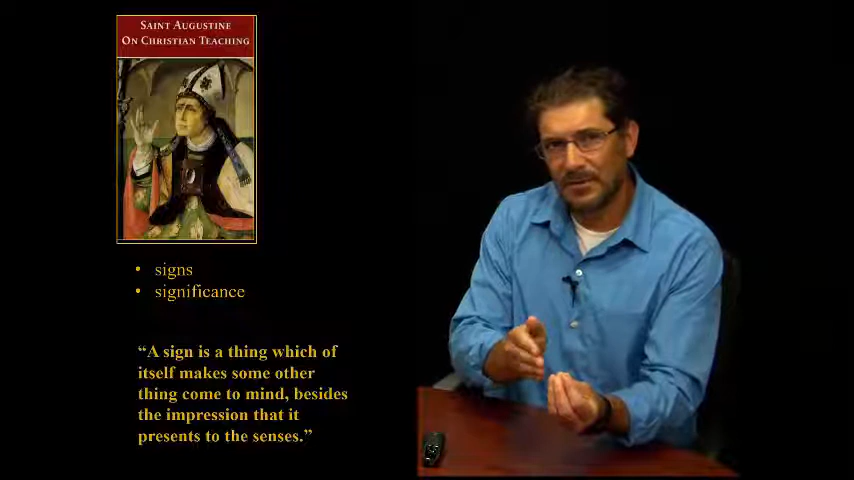 SAINT AUGUSTINE
ON CHRISTIAN TEACHING
• signs
• significance
“A sign is a thing which of
itself makes some other
thing come to mind, besides
the impression that it
presents to the senses.”